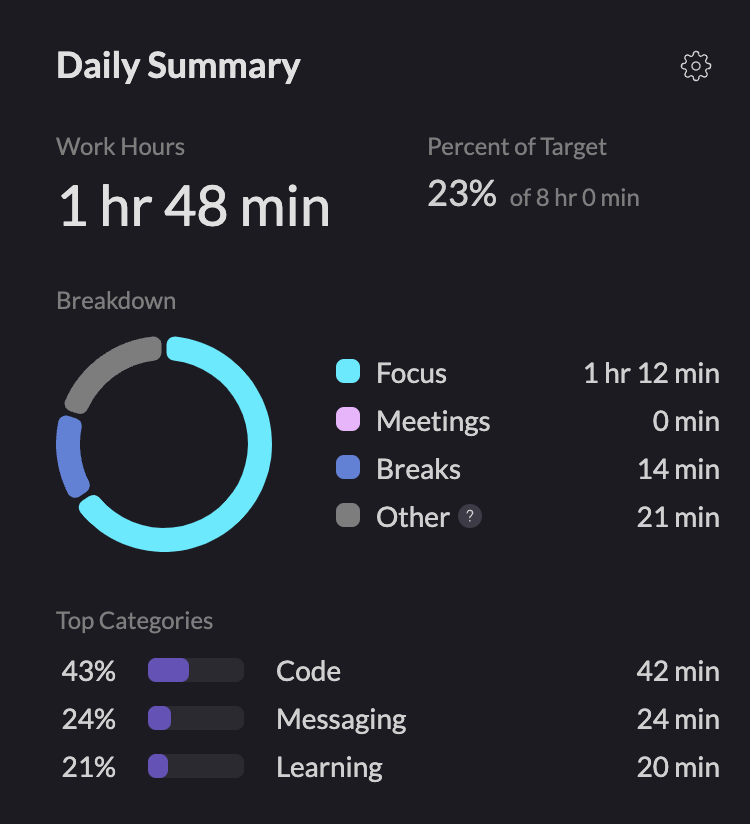 Daily Summary
Work Hours
Percent of Target
1 hr 48 min
23% of 8 hr 0 min
Breakdown
Focus 1 hr 12 min
Meetings 0 min
Breaks 14 min
Other ? 21 min
Top Categories
43% Code 42 min
24% Messaging 24 min
21% Learning 20 min